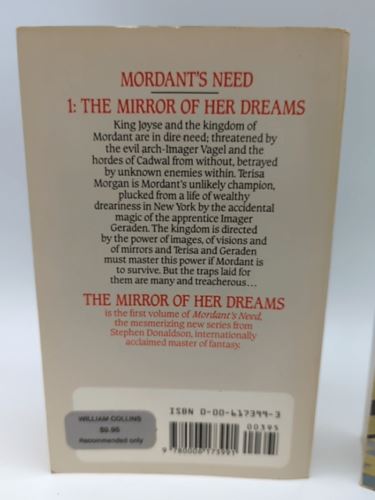 MORDANT'S NEED
1: THE MIRROR OF HER DREAMS
King Joyse and the kingdom of
Mordant are in dire need; threatened by
the evil arch-Imager Vagel and the
hordes of Cadwal from without, betrayed
by unknown enemies within. Terisa
Morgan is Mordant's unlikely champion,
plucked from a life of wealthy
dreariness in New York by the accidental
magic of the apprentice Imager
Geraden. The kingdom is directed
by the power of images, of visions and
of mirrors and Terisa and Geraden
must master this power if Mordant is
to survive. But the traps laid for
them are many and treacherous...
THE MIRROR OF HER DREAMS
is the first volume of Mordant's Need,
the mesmerizing new series from
Stephen Donaldson, internationally
acclaimed master of fantasy.
ISBN 0-00-617399-3
00395
WILLIAM COLLINS
$9.95
Recommended only
9780006173991